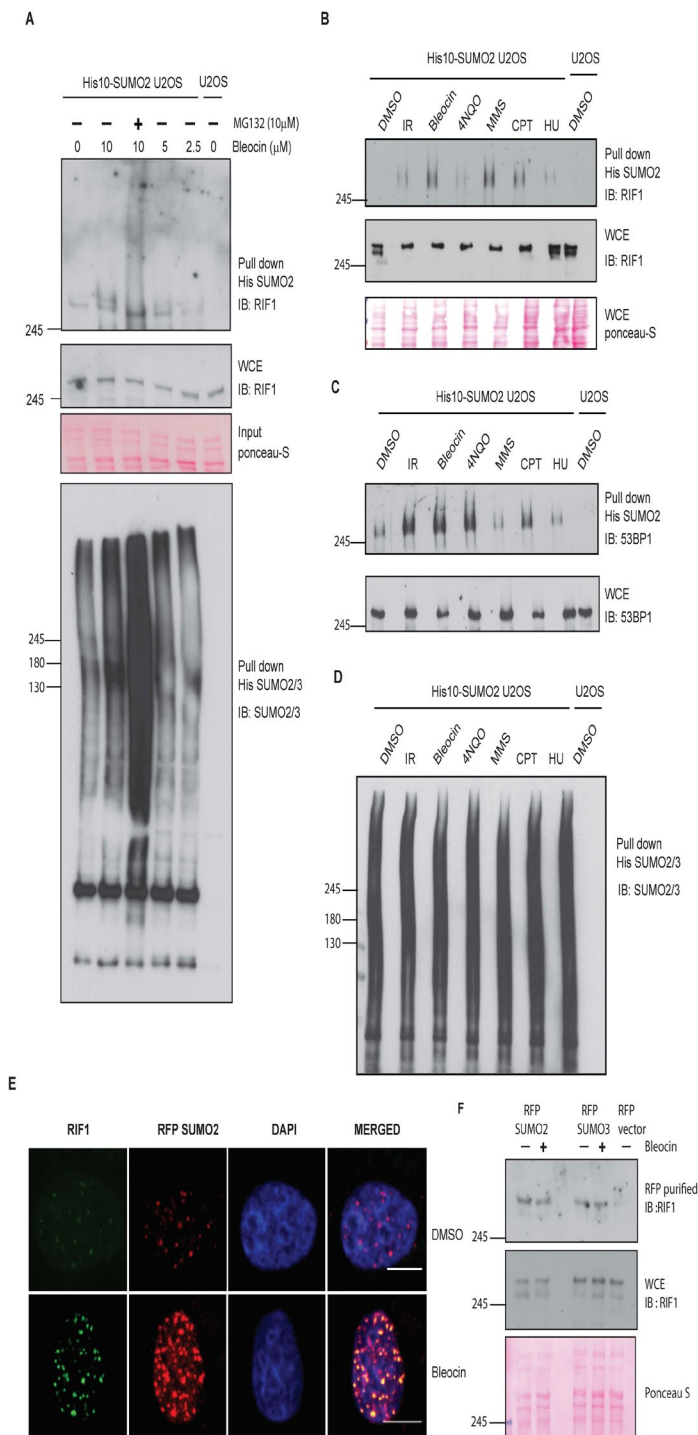 A
His10-SUMO2 U2OS U2OS
− − + − − − MG132 (10μM)
0 10 10 5 2.5 0 Bleocin (μM)
Pull down
His SUMO2
IB: RIF1
245
WCE
IB: RIF1
245
Input
ponceau-S
245
180
130
Pull down
His SUMO2/3
IB: SUMO2/3
B
His10-SUMO2 U2OS U2OS
DMSO IR Bleocin 4NQO MMS CPT HU DMSO
Pull down
His SUMO2
IB: RIF1
245
WCE
IB: RIF1
245
WCE
ponceau-S
C
His10-SUMO2 U2OS U2OS
DMSO IR Bleocin 4NQO MMS CPT HU DMSO
Pull down
His SUMO2
IB: 53BP1
245
WCE
IB: 53BP1
245
D
His10-SUMO2 U2OS U2OS
DMSO IR Bleocin 4NQO MMS CPT HU DMSO
Pull down
His SUMO2/3
IB: SUMO2/3
245
180
130
E
RIF1 RFP SUMO2 DAPI MERGED
DMSO
Bleocin
F
RFP RFP RFP
SUMO2 SUMO3 vector
− + − + − Bleocin
RFP purified
IB :RIF1
245
WCE
IB : RIF1
245
Ponceau S
245